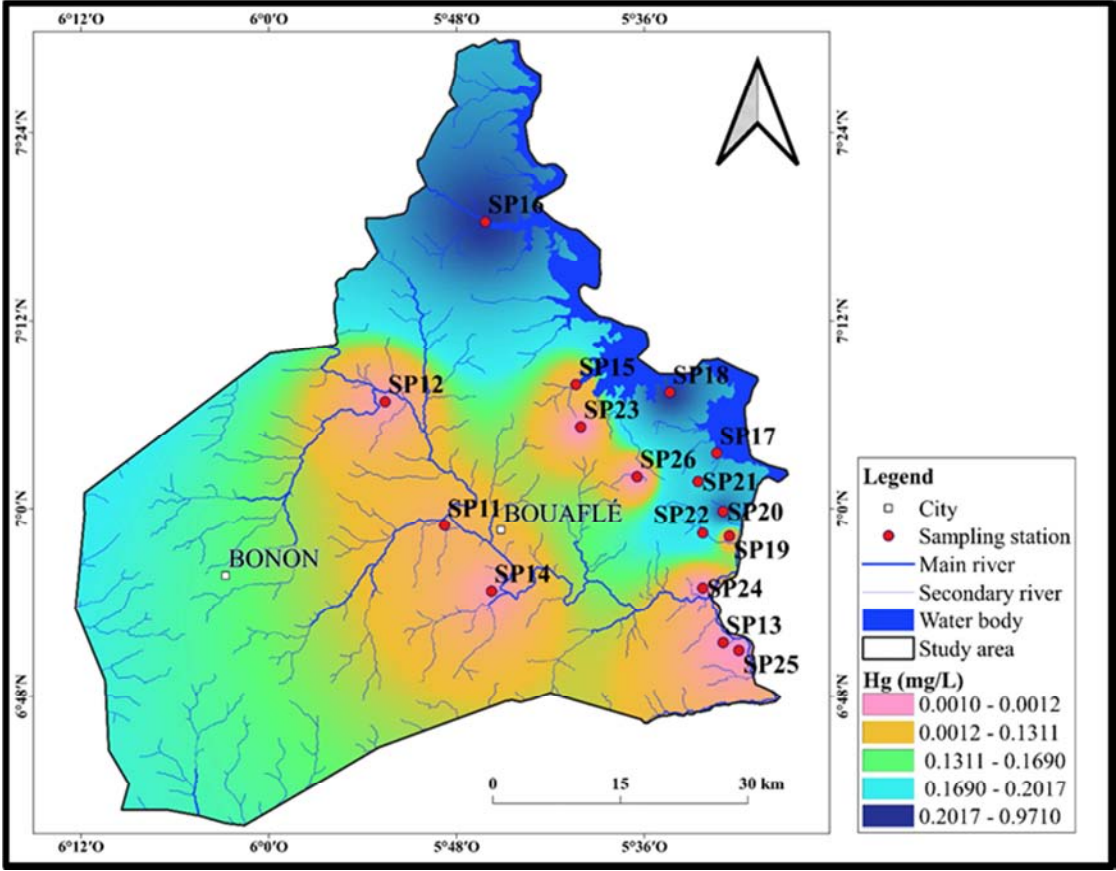 6°12'O 6°0'O 5°48'O 5°36'O
7°24'N 7°24'N
SP16
7°12'N 7°12'N
SP15
SP18
SP12
SP23
SP17
SP26
SP21
SP11
BOUAFLÉ
SP22
SP20
7°0'N 7°0'N
SP19
BONON
SP14
SP24
SP13
SP25
6°48'N 6°48'N
0 15 30 km
6°12'O 6°0'O 5°48'O 5°36'O
Legend
City
Sampling station
Main river
Secondary river
Water body
Study area
Hg (mg/L)
0.0010 - 0.0012
0.0012 - 0.1311
0.1311 - 0.1690
0.1690 - 0.2017
0.2017 - 0.9710